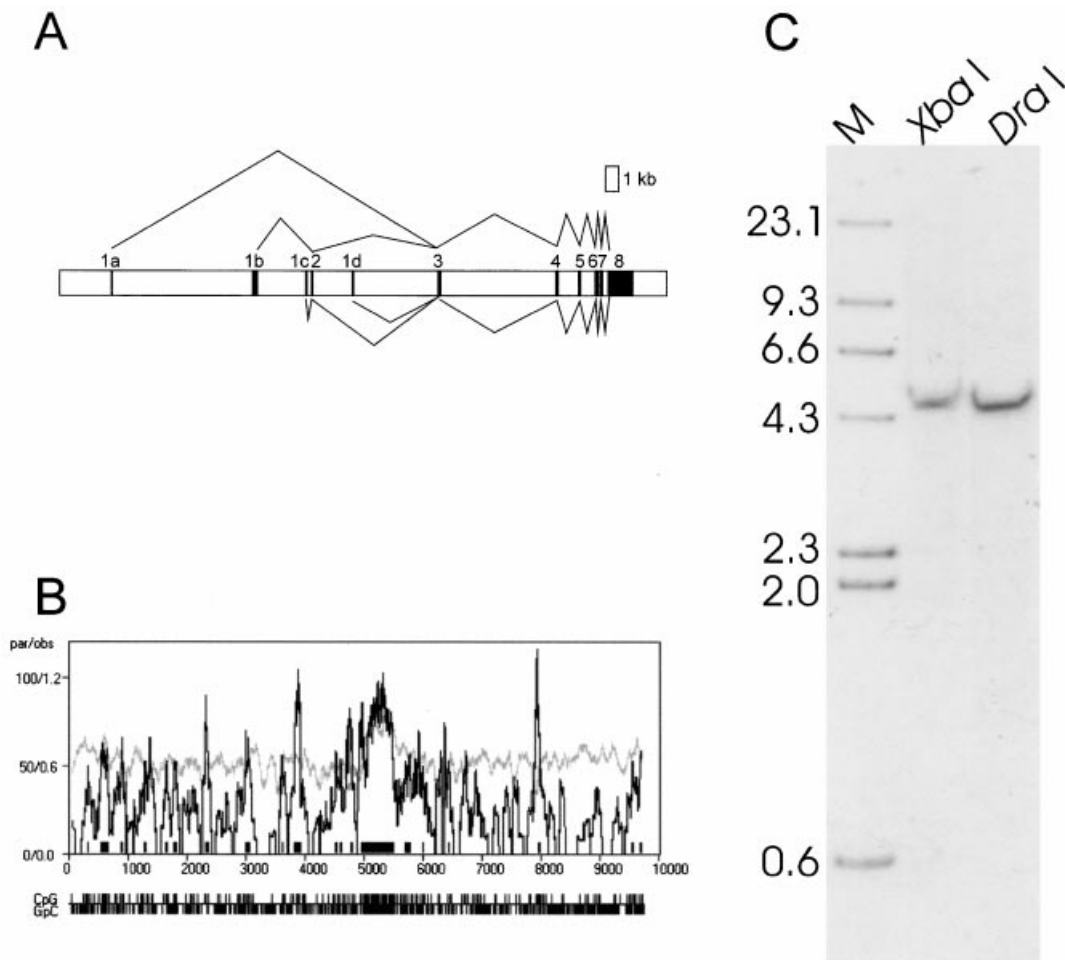 A
1 kb
1a 1b 1c 2 1d 3 4 5 6 7 8
B
par/obs
100/1.2
50/0.6
0/0.0
0 1000 2000 3000 4000 5000 6000 7000 8000 9000 10000
CpG
GpC
C
M Xba I Dra I
23.1
9.3
6.6
4.3
2.3
2.0
0.6